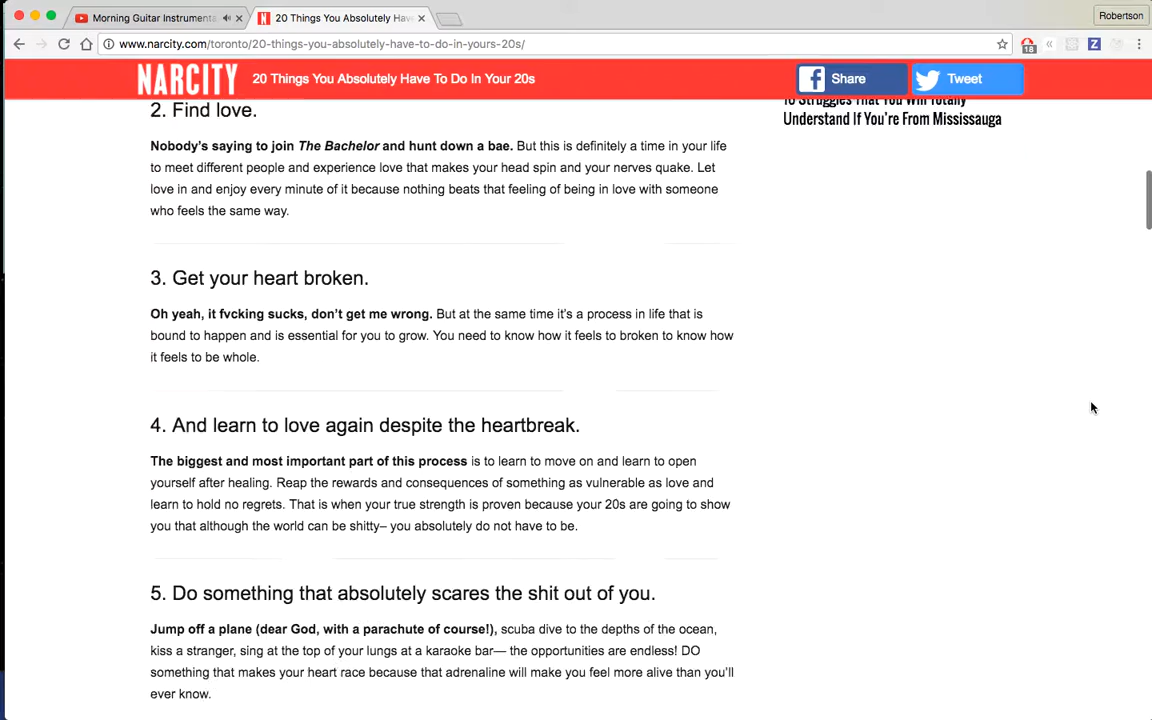 Morning Guitar Instrumenta
20 Things You Absolutely Hav
Robertson
www.narcity.com/toronto/20-things-you-absolutely-have-to-do-in-yours-20s/
18
Z
NARCITY
20 Things You Absolutely Have To Do In Your 20s
Share
Tweet
10 Struggles That You Will Totally
Understand If You're From Mississauga
2. Find love.
Nobody's saying to join The Bachelor and hunt down a bae. But this is definitely a time in your life
to meet different people and experience love that makes your head spin and your nerves quake. Let
love in and enjoy every minute of it because nothing beats that feeling of being in love with someone
who feels the same way.
3. Get your heart broken.
Oh yeah, it fvcking sucks, don't get me wrong. But at the same time it's a process in life that is
bound to happen and is essential for you to grow. You need to know how it feels to broken to know how
it feels to be whole.
4. And learn to love again despite the heartbreak.
The biggest and most important part of this process is to learn to move on and learn to open
yourself after healing. Reap the rewards and consequences of something as vulnerable as love and
learn to hold no regrets. That is when your true strength is proven because your 20s are going to show
you that although the world can be shitty– you absolutely do not have to be.
5. Do something that absolutely scares the shit out of you.
Jump off a plane (dear God, with a parachute of course!), scuba dive to the depths of the ocean,
kiss a stranger, sing at the top of your lungs at a karaoke bar— the opportunities are endless! DO
something that makes your heart race because that adrenaline will make you feel more alive than you'll
ever know.